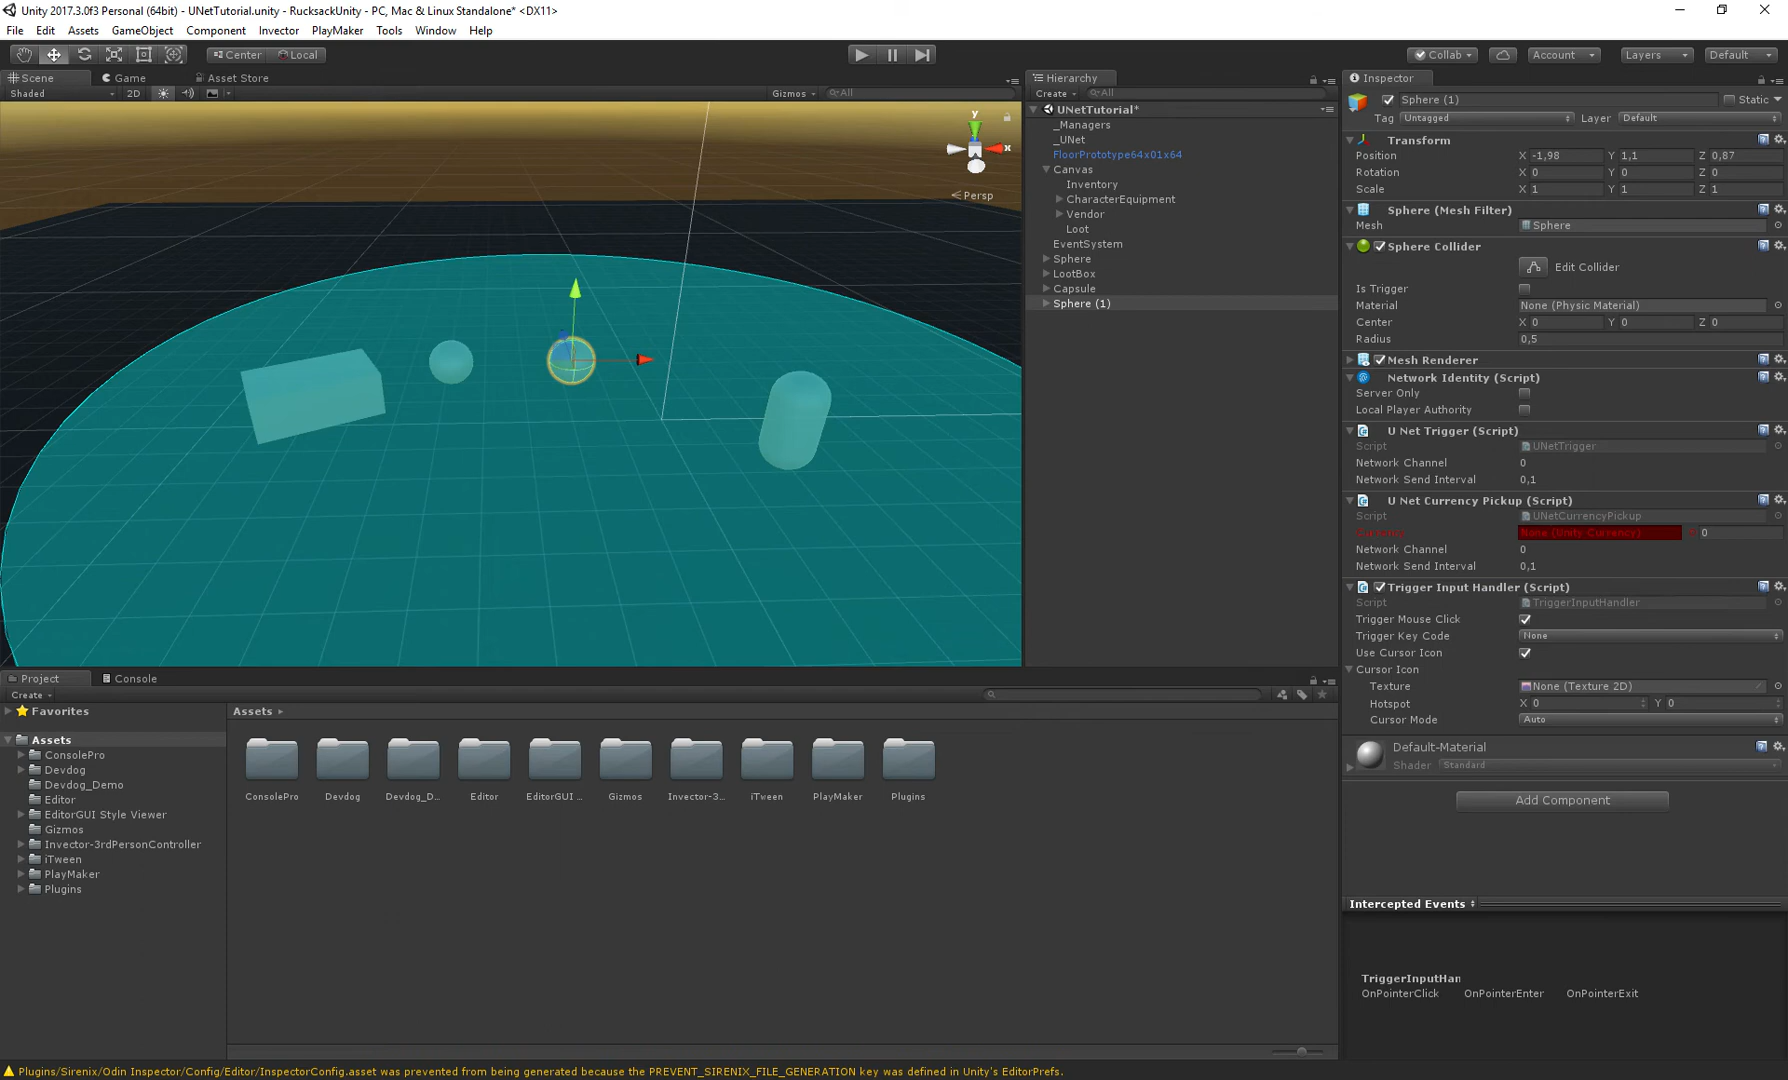 Unity 2017.3.0f3 Personal (64bit) - UNetTutorial.unity - RucksackUnity - PC, Mac & Linux Standalone* <DX11>
File Edit Assets GameObject Component Invector PlayMaker Tools Window Help
Center Local Collab Account Layers Default
Scene Game Asset Store
Shaded 2D Gizmos All
y
x
Persp
Hierarchy
Create All
UNetTutorial*
_Managers
_UNet
FloorPrototype64x01x64
Canvas
Inventory
CharacterEquipment
Vendor
Loot
EventSystem
Sphere
LootBox
Capsule
Sphere (1)
Inspector
Sphere (1) Static
Tag Untagged Layer Default
Transform
Position X -1,98 Y 1,1 Z 0,87
Rotation X 0 Y 0 Z 0
Scale X 1 Y 1 Z 1
Sphere (Mesh Filter)
Mesh Sphere
Sphere Collider
Edit Collider
Is Trigger
Material None (Physic Material)
Center X 0 Y 0 Z 0
Radius 0,5
Mesh Renderer
Network Identity (Script)
Server Only
Local Player Authority
U Net Trigger (Script)
Script UNetTrigger
Network Channel 0
Network Send Interval 0,1
U Net Currency Pickup (Script)
Script UNetCurrencyPickup
Currency None (Unity Currency) 0
Network Channel 0
Network Send Interval 0,1
Trigger Input Handler (Script)
Script TriggerInputHandler
Trigger Mouse Click
Trigger Key Code None
Use Cursor Icon
Cursor Icon
Texture None (Texture 2D)
Hotspot X 0 Y 0
Cursor Mode Auto
Default-Material
Shader Standard
Add Component
Intercepted Events
TriggerInputHan
OnPointerClick OnPointerEnter OnPointerExit
Project Console
Create
Favorites
Assets
ConsolePro
Devdog
Devdog_Demo
Editor
EditorGUI Style Viewer
Gizmos
Invector-3rdPersonController
iTween
PlayMaker
Plugins
Assets
ConsolePro Devdog Devdog_D... Editor EditorGUI ... Gizmos Invector-3... iTween PlayMaker Plugins
Plugins/Sirenix/Odin Inspector/Config/Editor/InspectorConfig.asset was prevented from being generated because the PREVENT_SIRENIX_FILE_GENERATION key was defined in Unity's EditorPrefs.